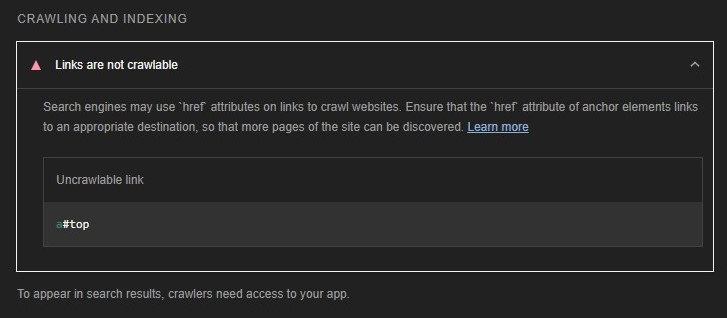 CRAWLING AND INDEXING
Links are not crawlable
Search engines may use `href` attributes on links to crawl websites. Ensure that the `href` attribute of anchor elements links
to an appropriate destination, so that more pages of the site can be discovered. Learn more
Uncrawlable link
a#top
To appear in search results, crawlers need access to your app.